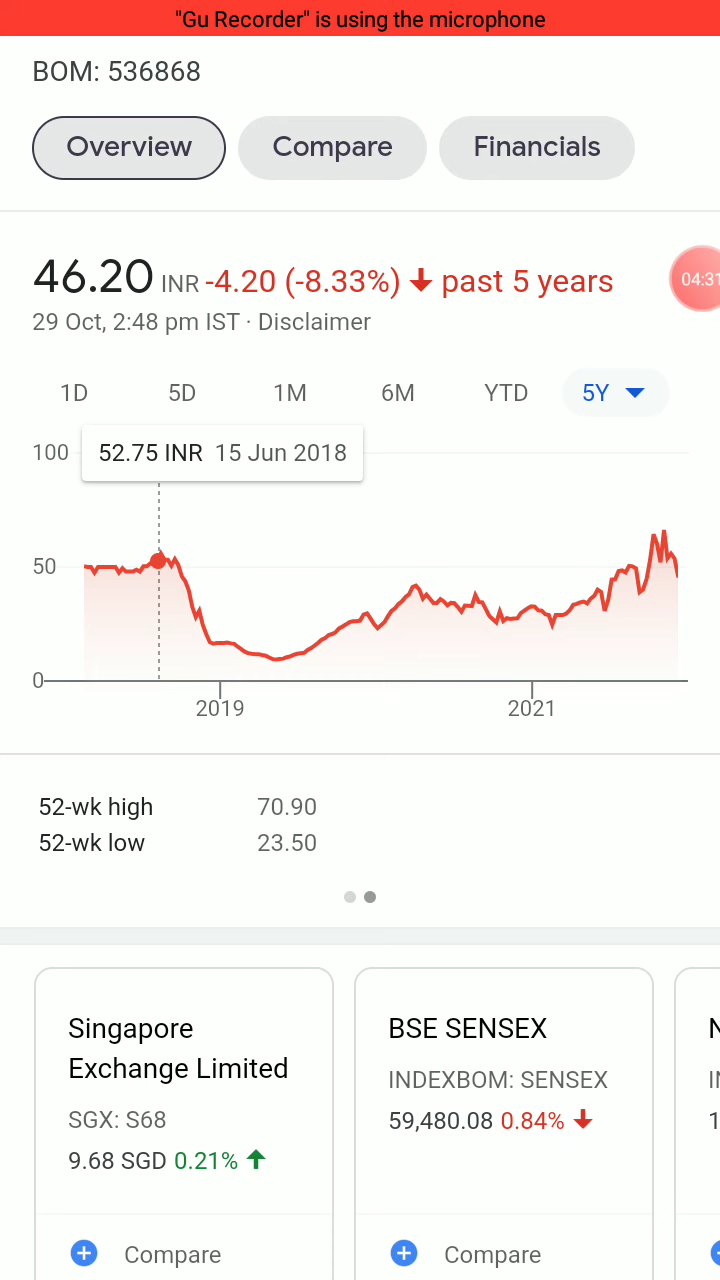 "Gu Recorder" is using the microphone
BOM: 536868
Overview Compare Financials
46.20 INR -4.20 (-8.33%) past 5 years
04:31
29 Oct, 2:48 pm IST · Disclaimer
1D 5D 1M 6M YTD 5Y
100
52.75 INR 15 Jun 2018
50
0
2019 2021
52-wk high 70.90
52-wk low 23.50
Singapore
Exchange Limited
SGX: S68
9.68 SGD 0.21%
Compare
BSE SENSEX
INDEXBOM: SENSEX
59,480.08 0.84%
Compare